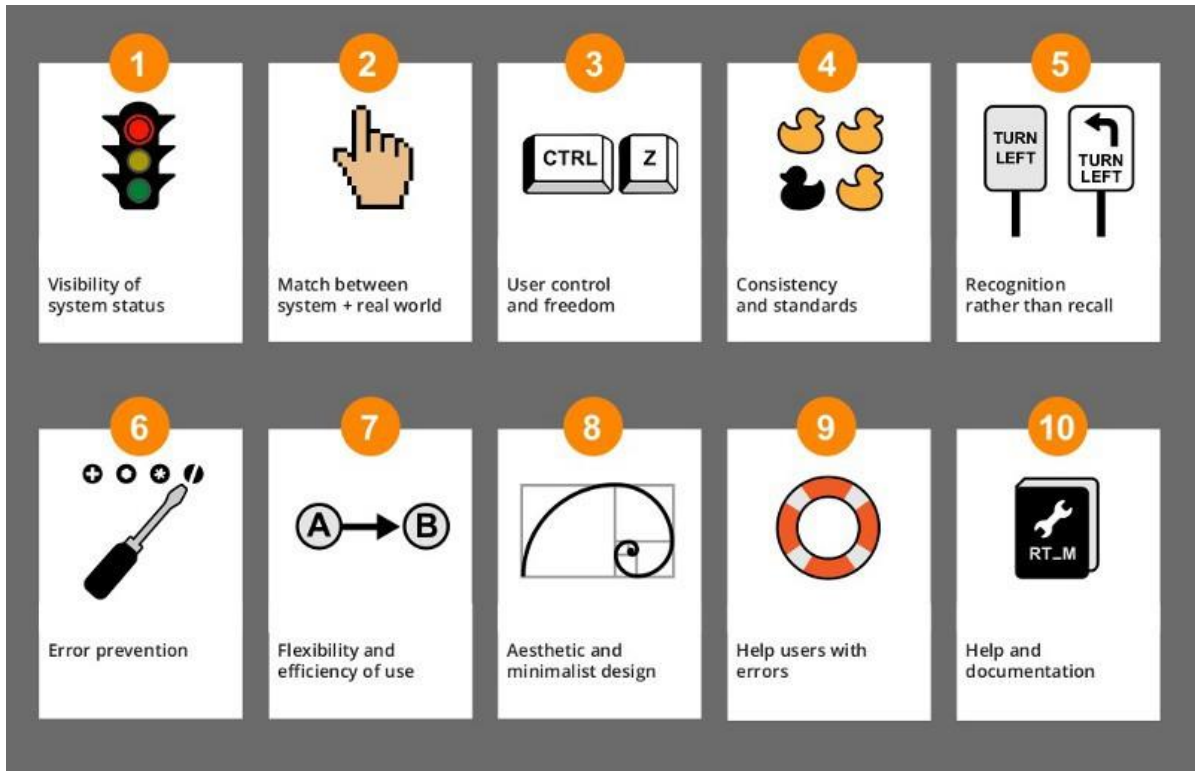 1
Visibility of
system status
2
Match between
system + real world
3
CTRL Z
User control
and freedom
4
Consistency
and standards
5
TURN
LEFT
TURN
LEFT
Recognition
rather than recall
6
Error prevention
7
A B
Flexibility and
efficiency of use
8
Aesthetic and
minimalist design
9
Help users with
errors
10
RT_M
Help and
documentation